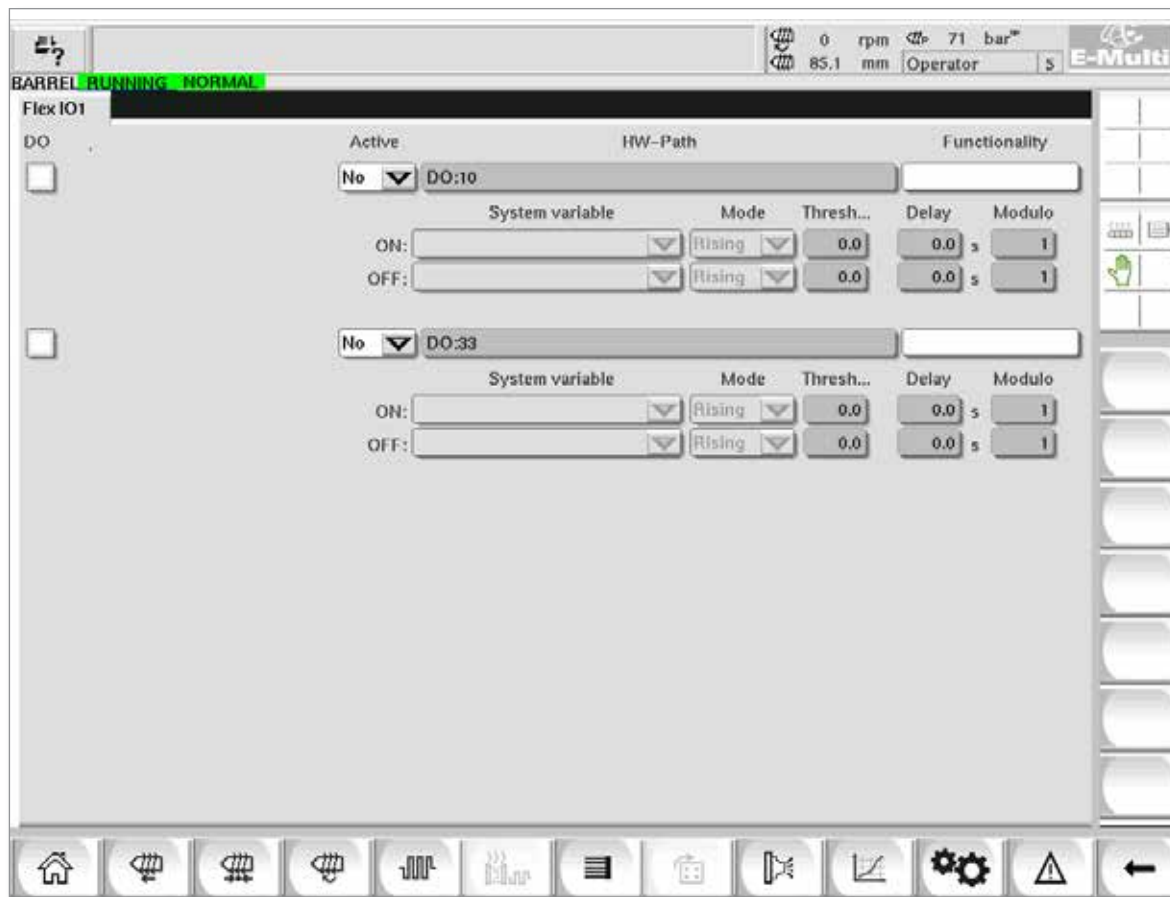 ?
0 rpm P 71 bar
85.1 mm Operator S
E-Multi
BARREL RUNNING NORMAL
Flex IO1
DO Active HW-Path Functionality
No DO:10
System variable Mode Thresh... Delay Modulo
ON: Rising 0.0 0.0 s 1
OFF: Rising 0.0 0.0 s 1
No DO:33
System variable Mode Thresh... Delay Modulo
ON: Rising 0.0 0.0 s 1
OFF: Rising 0.0 0.0 s 1